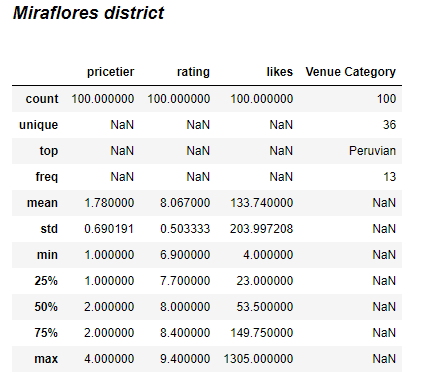 Miraflores district
pricetier rating likes Venue Category
count 100.000000 100.000000 100.000000 100
unique NaN NaN NaN 36
top NaN NaN NaN Peruvian
freq NaN NaN NaN 13
mean 1.780000 8.067000 133.740000 NaN
std 0.690191 0.503333 203.997208 NaN
min 1.000000 6.900000 4.000000 NaN
25% 1.000000 7.700000 23.000000 NaN
50% 2.000000 8.000000 53.500000 NaN
75% 2.000000 8.400000 149.750000 NaN
max 4.000000 9.400000 1305.000000 NaN